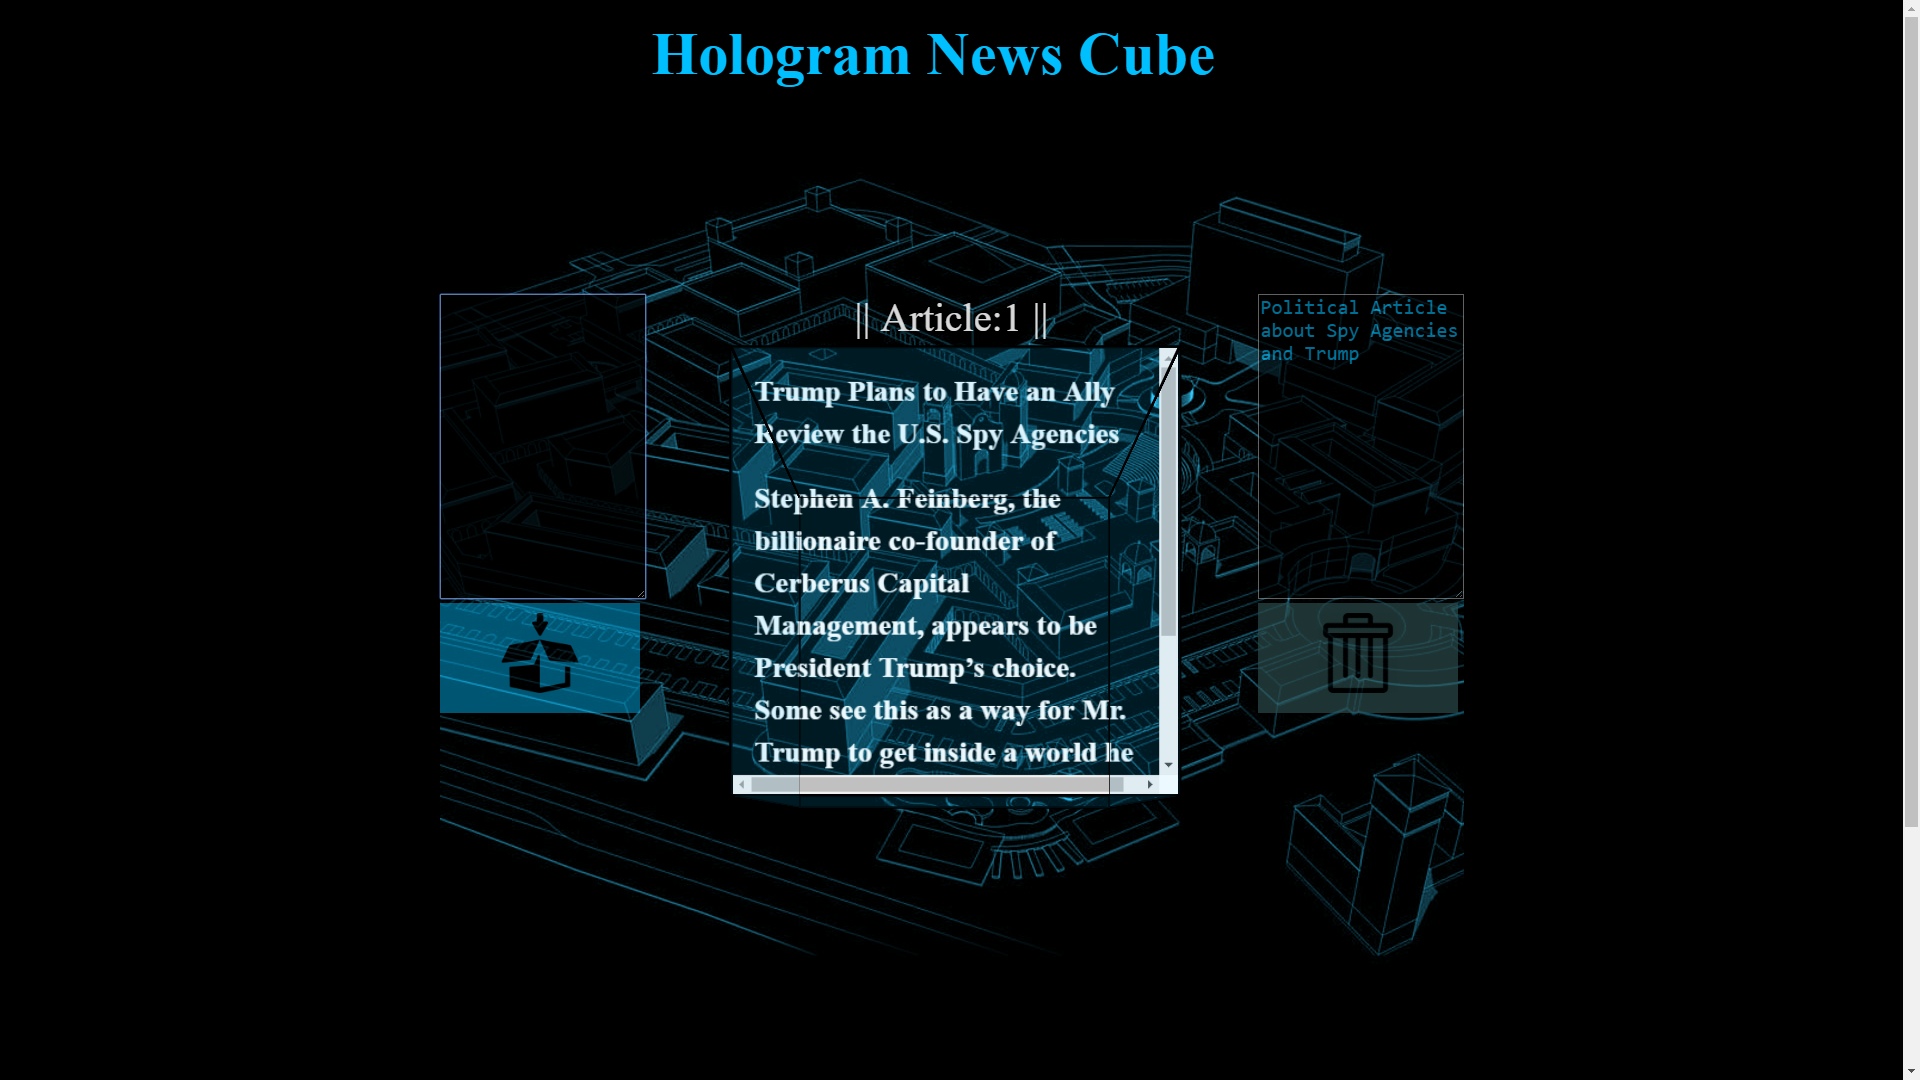 Hologram News Cube
|| Article:1 ||
Political Article
about Spy Agencies
and Trump
Trump Plans to Have an Ally
Review the U.S. Spy Agencies
Stephen A. Feinberg, the
billionaire co-founder of
Cerberus Capital
Management, appears to be
President Trump’s choice.
Some see this as a way for Mr.
Trump to get inside a world he